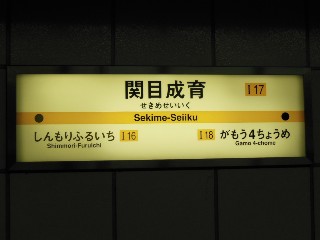 関目成育 I17
せきめせいいく
Sekime-Seiiku
しんもりふるいち I16 I18 がもう4ちょうめ
Shinmori-Furuichi Gamo 4-chome